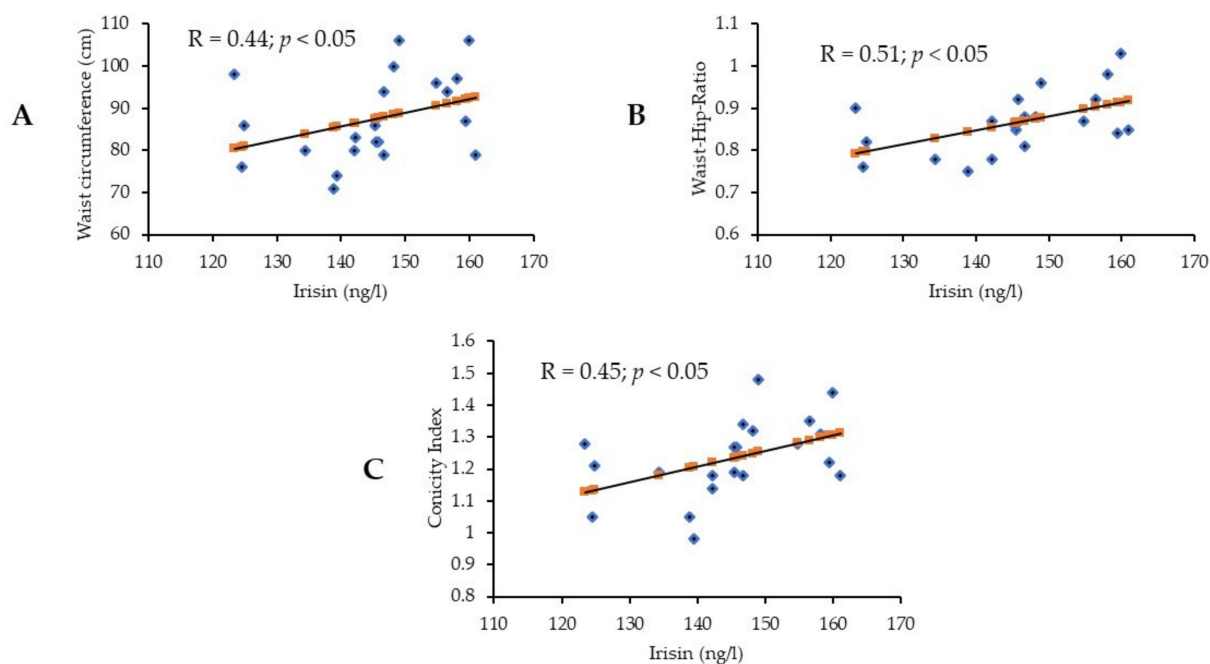 A
R = 0.44; p < 0.05
Waist circumference (cm)
110
100
90
80
70
60
110 120 130 140 150 160 170
Irisin (ng/l)
B
R = 0.51; p < 0.05
Waist-Hip-Ratio
1.1
1
0.9
0.8
0.7
0.6
110 120 130 140 150 160 170
Irisin (ng/l)
C
R = 0.45; p < 0.05
Conicity Index
1.6
1.5
1.4
1.3
1.2
1.1
1
0.9
0.8
110 120 130 140 150 160 170
Irisin (ng/l)